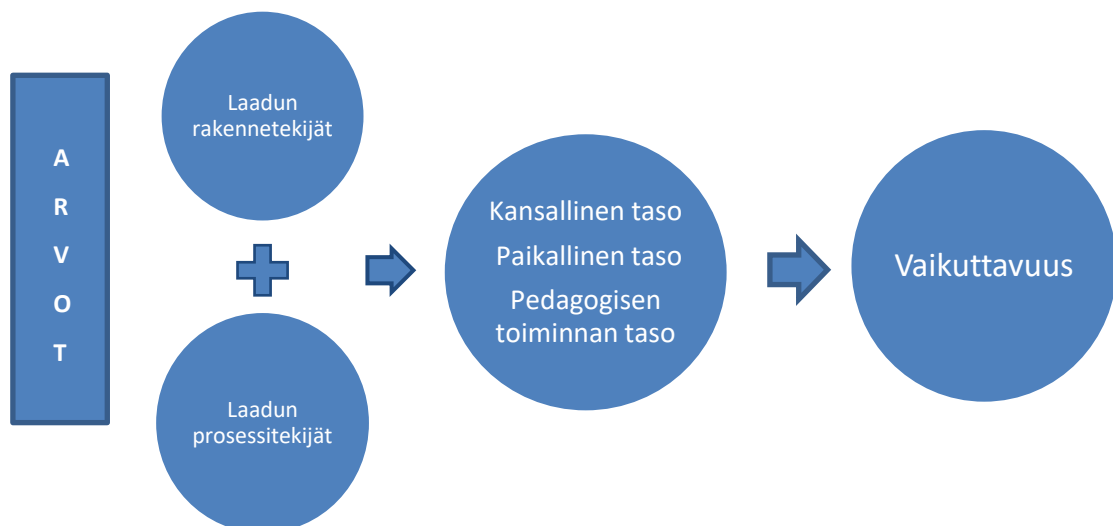 A
R
V
O
T
Laadun
rakennetekijät
Laadun
prosessitekijät
Kansallinen taso
Paikallinen taso
Pedagogisen
toiminnan taso
Vaikuttavuus